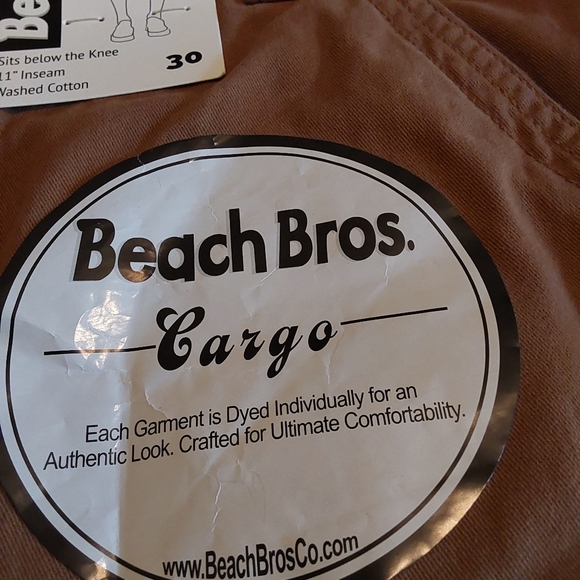 Be
Sits below the Knee
11" Inseam
Washed Cotton
30
Beach Bros.
Cargo
Each Garment is Dyed Individually for an
Authentic Look. Crafted for Ultimate Comfortability.
www.BeachBrosCo.com